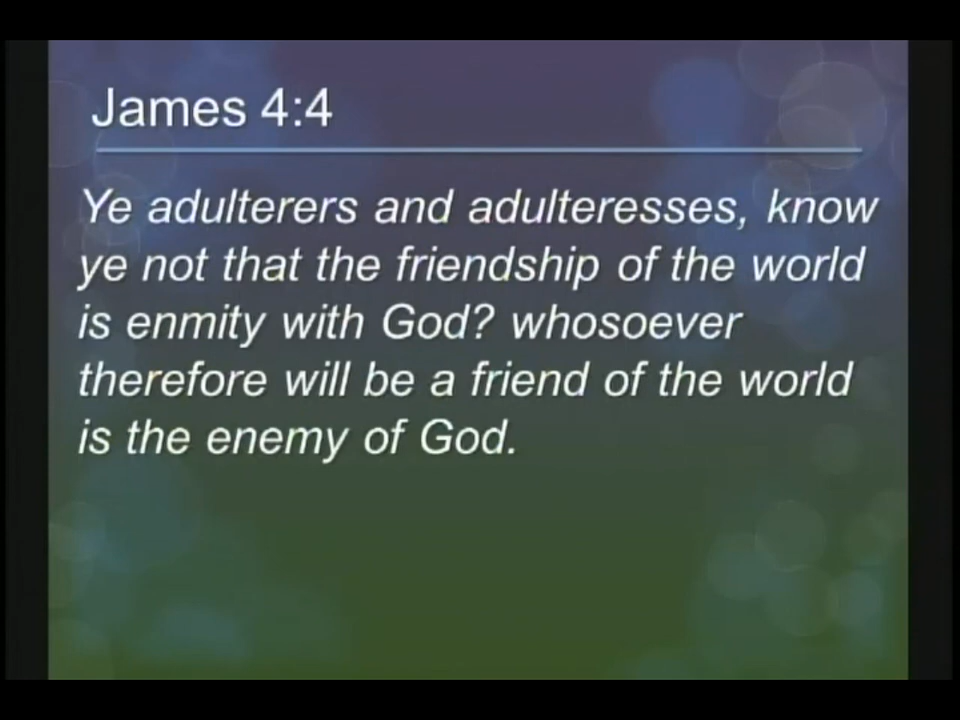 James 4:4
Ye adulterers and adulteresses, know
ye not that the friendship of the world
is enmity with God? whosoever
therefore will be a friend of the world
is the enemy of God.